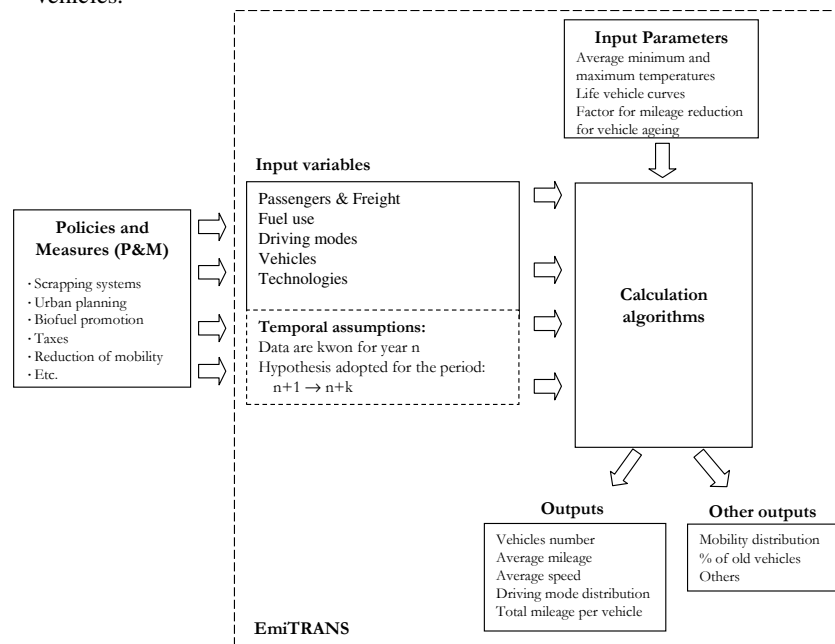 vehicles.
Input Parameters
Average minimum and
maximum temperatures
Life vehicle curves
Factor for mileage reduction
for vehicle ageing
Input variables
Passengers & Freight
Fuel use
Driving modes
Vehicles
Technologies
Temporal assumptions:
Data are kwon for year n
Hypothesis adopted for the period:
n+1 → n+k
Policies and
Measures (P&M)
· Scrapping systems
· Urban planning
· Biofuel promotion
· Taxes
· Reduction of mobility
· Etc.
Calculation
algorithms
Outputs
Vehicles number
Average mileage
Average speed
Driving mode distribution
Total mileage per vehicle
Other outputs
Mobility distribution
% of old vehicles
Others
EmiTRANS